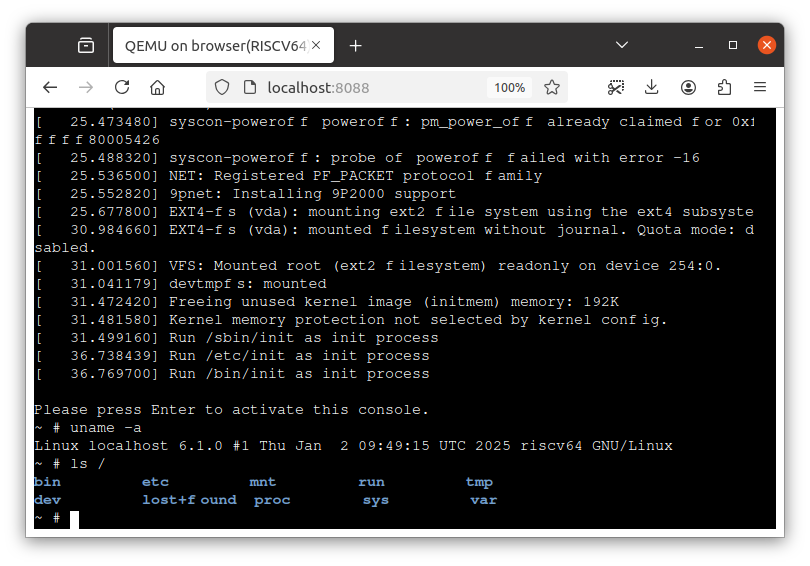 QEMU on browser(RISCV64
localhost:8088
100%
[   25.473480] syscon-poweroff poweroff: pm_power_off already claimed for 0xf
ffff80005426
[   25.488320] syscon-poweroff: probe of poweroff failed with error -16
[   25.536500] NET: Registered PF_PACKET protocol family
[   25.552820] 9pnet: Installing 9P2000 support
[   25.677800] EXT4-fs (vda): mounting ext2 file system using the ext4 subsyste
[   30.984660] EXT4-fs (vda): mounted filesystem without journal. Quota mode: d
sabled.
[   31.001560] VFS: Mounted root (ext2 filesystem) readonly on device 254:0.
[   31.041179] devtmpfs: mounted
[   31.472420] Freeing unused kernel image (initmem) memory: 192K
[   31.481580] Kernel memory protection not selected by kernel config.
[   31.499160] Run /sbin/init as init process
[   36.738439] Run /etc/init as init process
[   36.769700] Run /bin/init as init process
Please press Enter to activate this console.
~ # uname -a
Linux localhost 6.1.0 #1 Thu Jan  2 09:49:15 UTC 2025 riscv64 GNU/Linux
~ # ls /
bin etc mnt run tmp
dev lost+found proc sys var
~ #